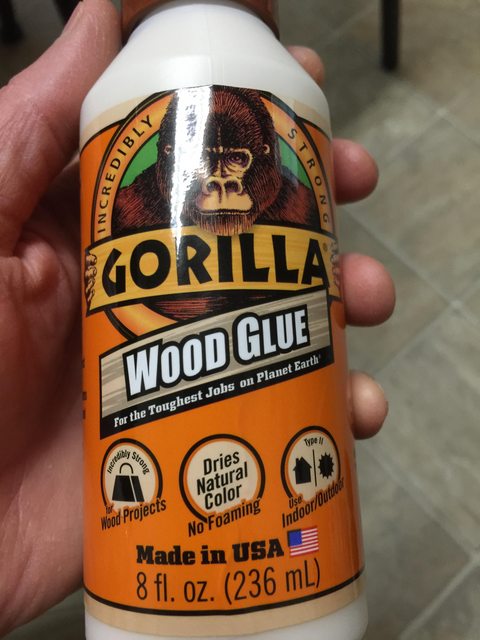 INCREDIBLY STRONG
GORILLA®
WOOD GLUE
For the Toughest Jobs on Planet Earth®
Incredibly Strong
for
Wood Projects
Dries
Natural
Color
No Foaming
Type II
Use
Indoor/Outdoor
Made in USA
8 fl. oz. (236 mL)